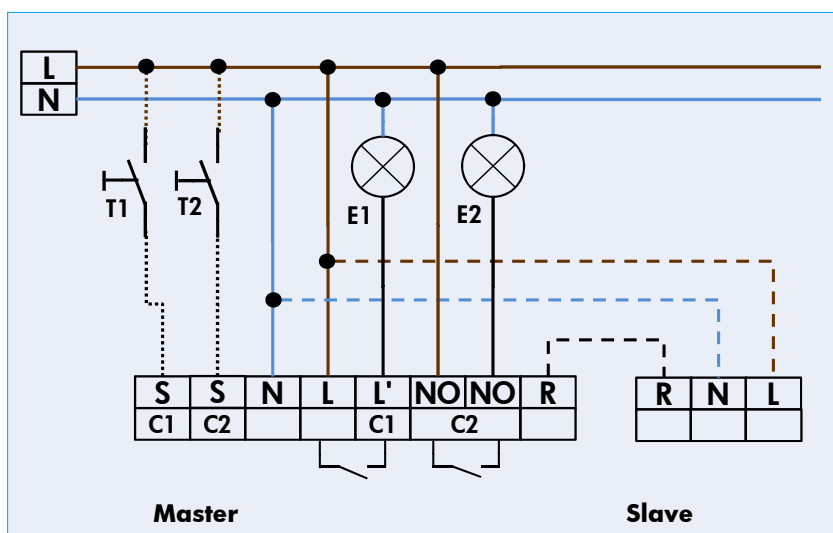 L
N
T1 T2 E1 E2
S S N L L' NO NO R R N L
C1 C2 C1 C2
Master Slave